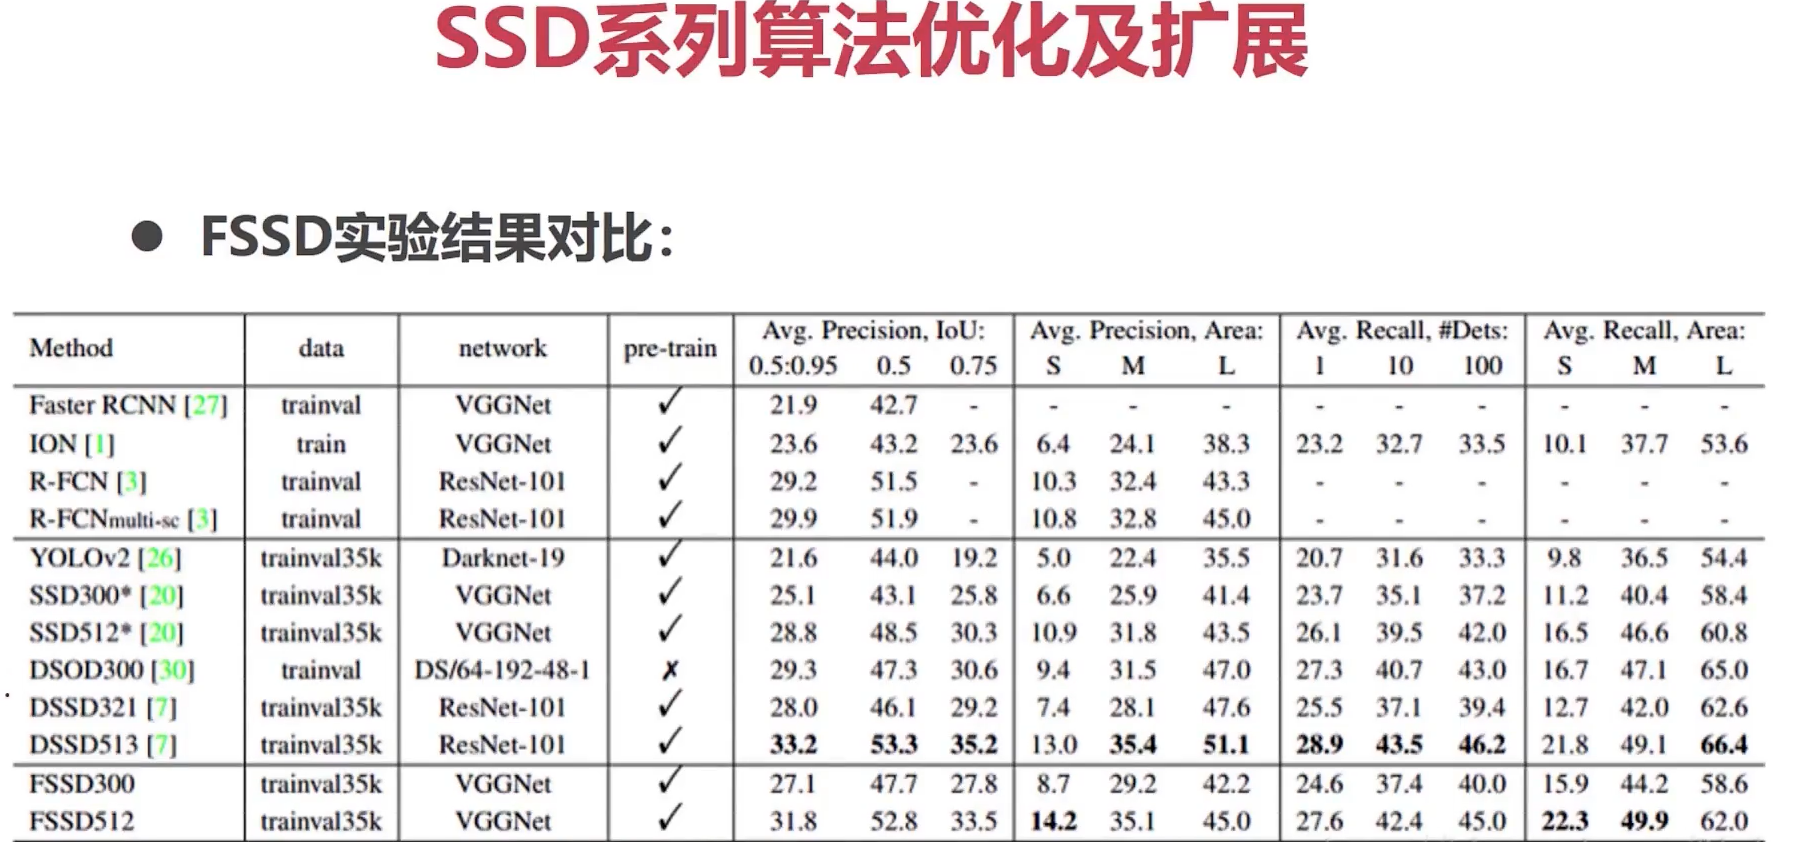 SSD系列算法优化及扩展
● FSSD实验结果对比：
Method data network pre-train Avg. Precision, IoU: Avg. Precision, Area: Avg. Recall, #Dets: Avg. Recall, Area:
0.5:0.95 0.5 0.75 S M L 1 10 100 S M L
Faster RCNN [27] trainval VGGNet ✓ 21.9 42.7 - - - - - - - - - -
ION [1] train VGGNet ✓ 23.6 43.2 23.6 6.4 24.1 38.3 23.2 32.7 33.5 10.1 37.7 53.6
R-FCN [3] trainval ResNet-101 ✓ 29.2 51.5 - 10.3 32.4 43.3 - - - - - -
R-FCNmulti-sc [3] trainval ResNet-101 ✓ 29.9 51.9 - 10.8 32.8 45.0 - - - - - -
YOLOv2 [26] trainval35k Darknet-19 ✓ 21.6 44.0 19.2 5.0 22.4 35.5 20.7 31.6 33.3 9.8 36.5 54.4
SSD300* [20] trainval35k VGGNet ✓ 25.1 43.1 25.8 6.6 25.9 41.4 23.7 35.1 37.2 11.2 40.4 58.4
SSD512* [20] trainval35k VGGNet ✓ 28.8 48.5 30.3 10.9 31.8 43.5 26.1 39.5 42.0 16.5 46.6 60.8
DSOD300 [30] trainval DS/64-192-48-1 ✗ 29.3 47.3 30.6 9.4 31.5 47.0 27.3 40.7 43.0 16.7 47.1 65.0
DSSD321 [7] trainval35k ResNet-101 ✓ 28.0 46.1 29.2 7.4 28.1 47.6 25.5 37.1 39.4 12.7 42.0 62.6
DSSD513 [7] trainval35k ResNet-101 ✓ 33.2 53.3 35.2 13.0 35.4 51.1 28.9 43.5 46.2 21.8 49.1 66.4
FSSD300 trainval35k VGGNet ✓ 27.1 47.7 27.8 8.7 29.2 42.2 24.6 37.4 40.0 15.9 44.2 58.6
FSSD512 trainval35k VGGNet ✓ 31.8 52.8 33.5 14.2 35.1 45.0 27.6 42.4 45.0 22.3 49.9 62.0